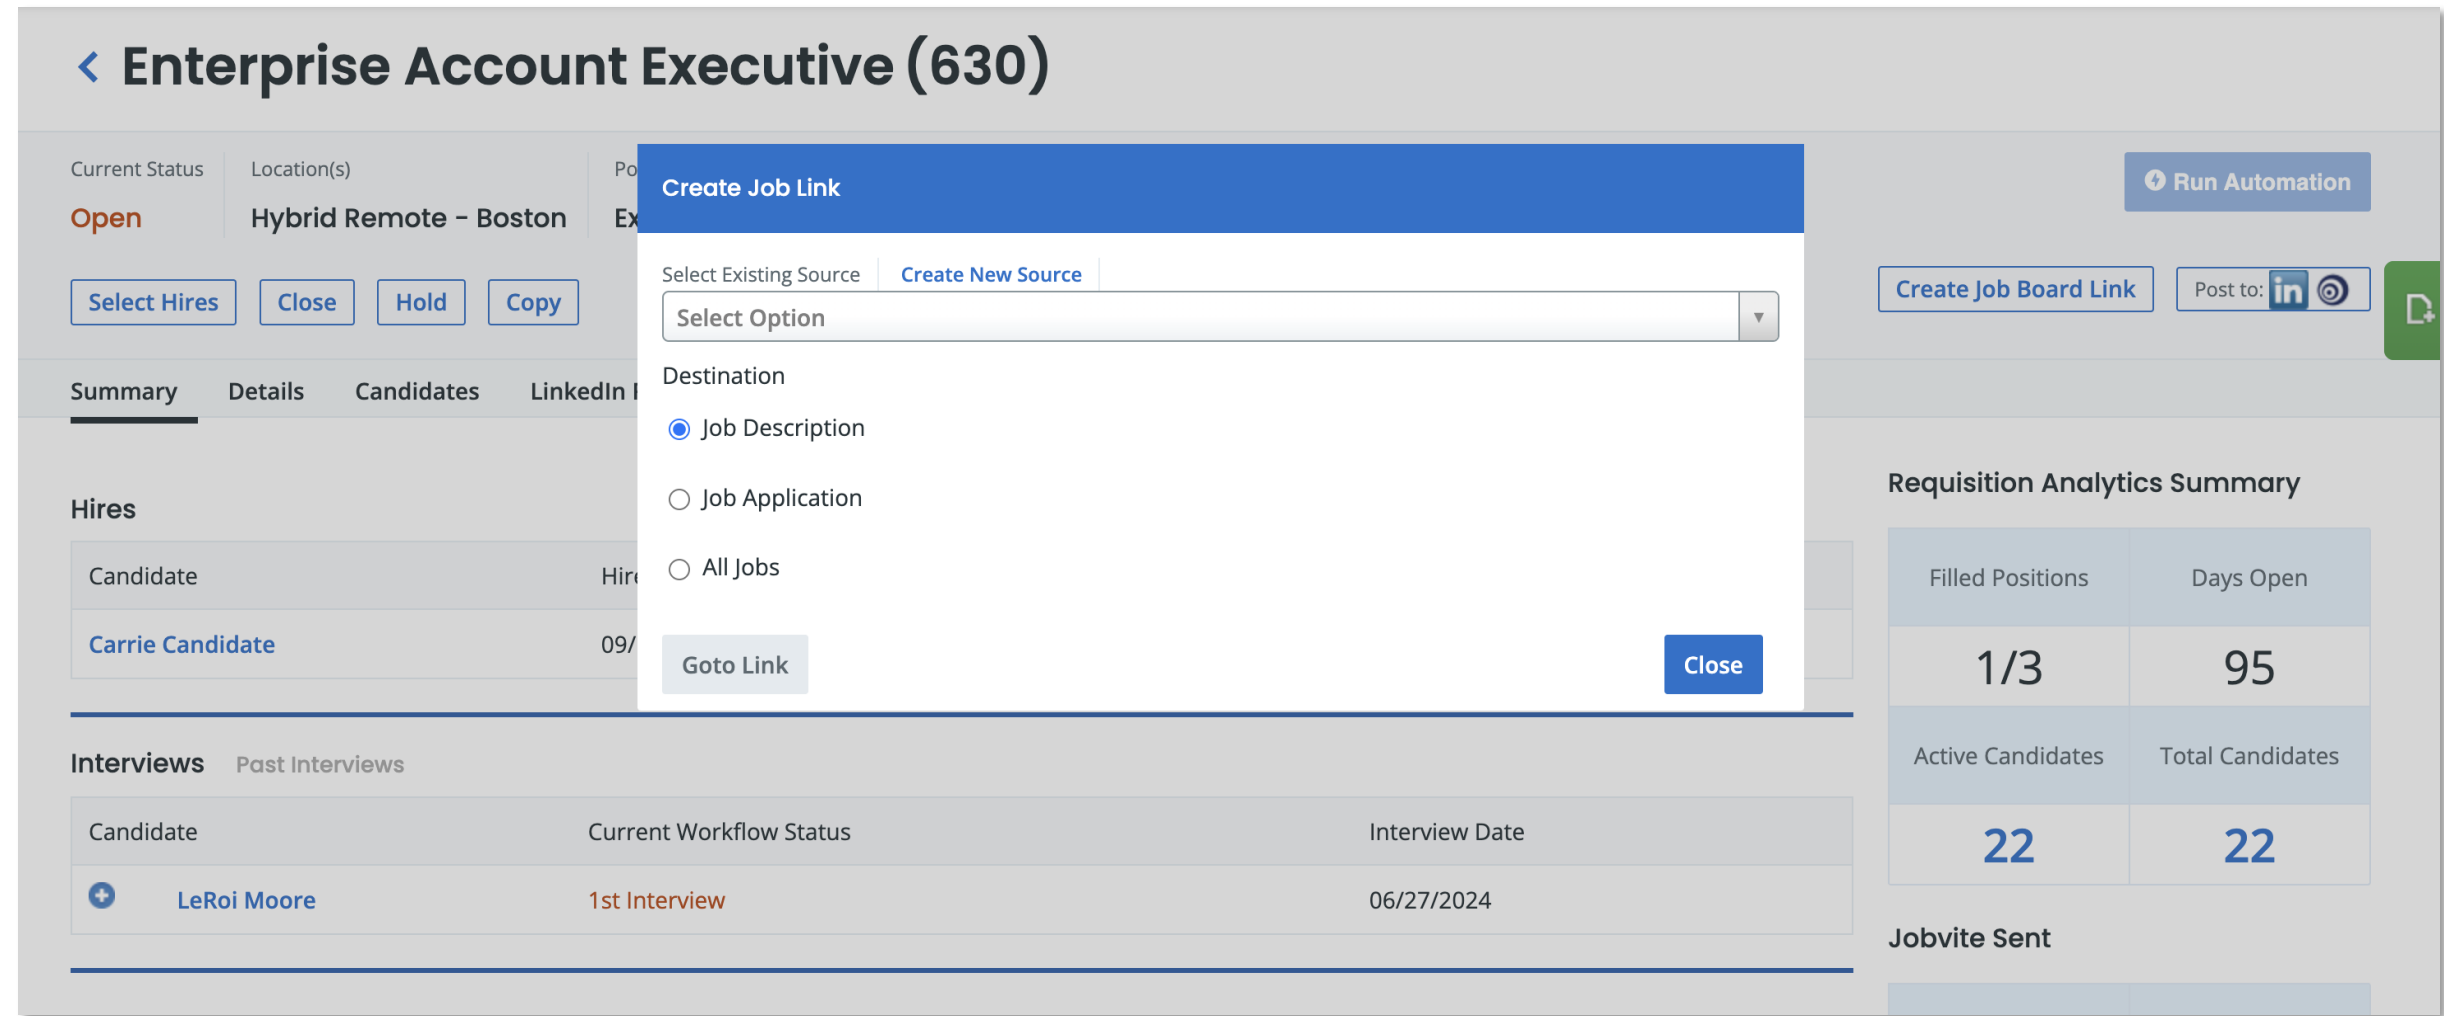 Enterprise Account Executive (630)
Current Status
Location(s)
Open
Hybrid Remote - Boston
Run Automation
Select Hires
Close
Hold
Copy
Create Job Board Link
Post to: in
Summary
Details
Candidates
LinkedIn
Create Job Link
Select Existing Source
Create New Source
Select Option
Destination
Job Description
Job Application
All Jobs
Goto Link
Close
Hires
Candidate
Carrie Candidate
09/
Interviews
Past Interviews
Candidate
Current Workflow Status
Interview Date
LeRoi Moore
1st Interview
06/27/2024
Requisition Analytics Summary
Filled Positions
Days Open
1/3
95
Active Candidates
Total Candidates
22
22
Jobvite Sent